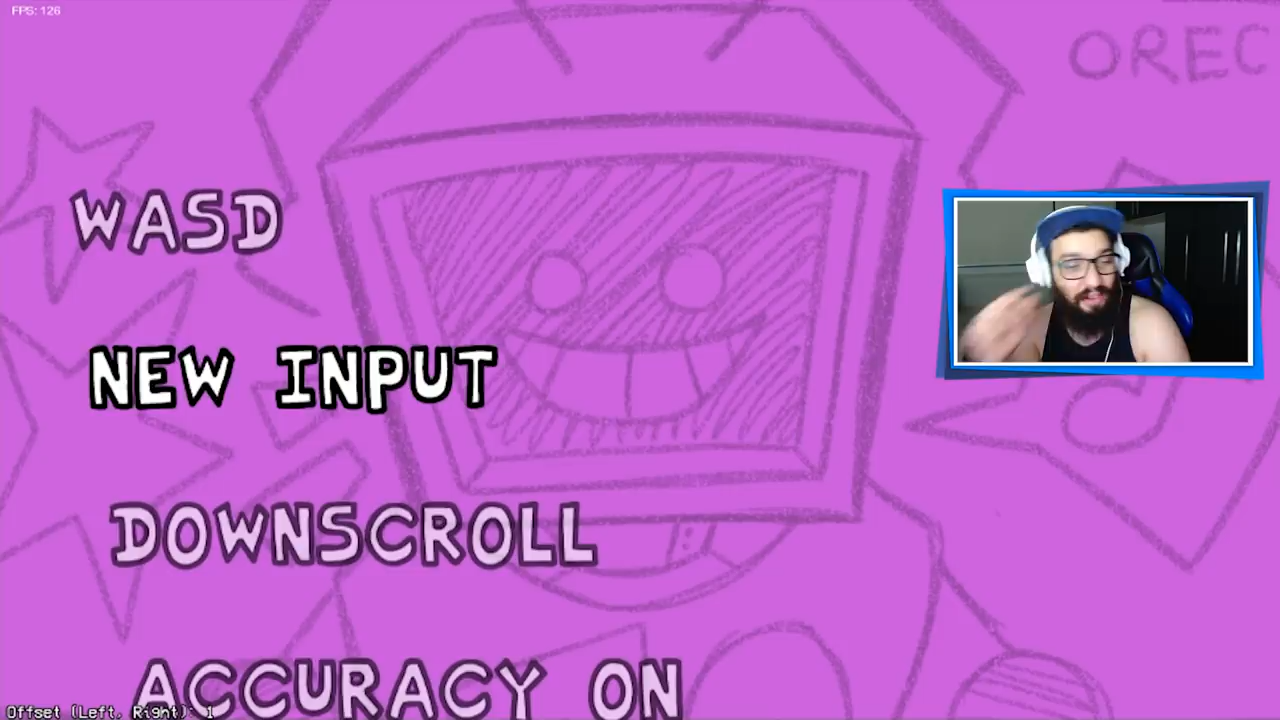 FPS: 126
OREC
WASD
NEW INPUT
DOWNSCROLL
ACCURACY ON
Offset (Left, Right): 1